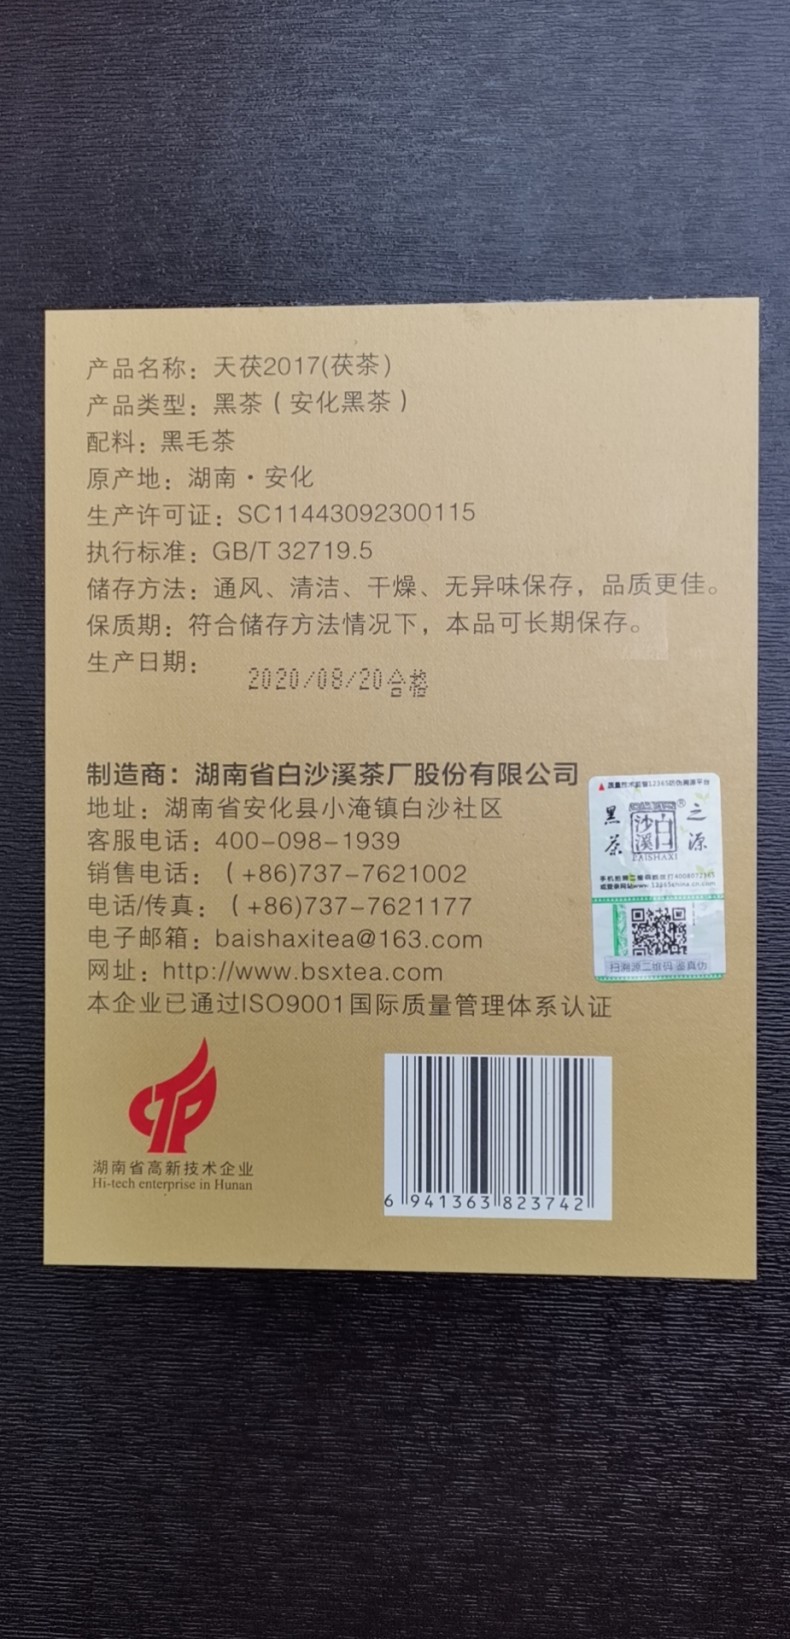 产品名称：天茯2017(茯茶)
产品类型：黑茶（安化黑茶）
配料：黑毛茶
原产地：湖南·安化
生产许可证：SC11443092300115
执行标准：GB/T 32719.5
储存方法：通风、清洁、干燥、无异味保存，品质更佳。
保质期：符合储存方法情况下，本品可长期保存。
生产日期：
2020/08/20合格
制造商：湖南省白沙溪茶厂股份有限公司
地址：湖南省安化县小淹镇白沙社区
客服电话：400-098-1939
销售电话：（+86)737-7621002
电话/传真：（+86)737-7621177
电子邮箱：baishaxitea@163.com
网址：http://www.bsxtea.com
本企业已通过ISO9001国际质量管理体系认证
黑茶
白沙溪®
BAISHAXI
之源
扫溯源二维码 鉴真伪
CTP
湖南省高新技术企业
Hi-tech enterprise in Hunan
6 941363 823742